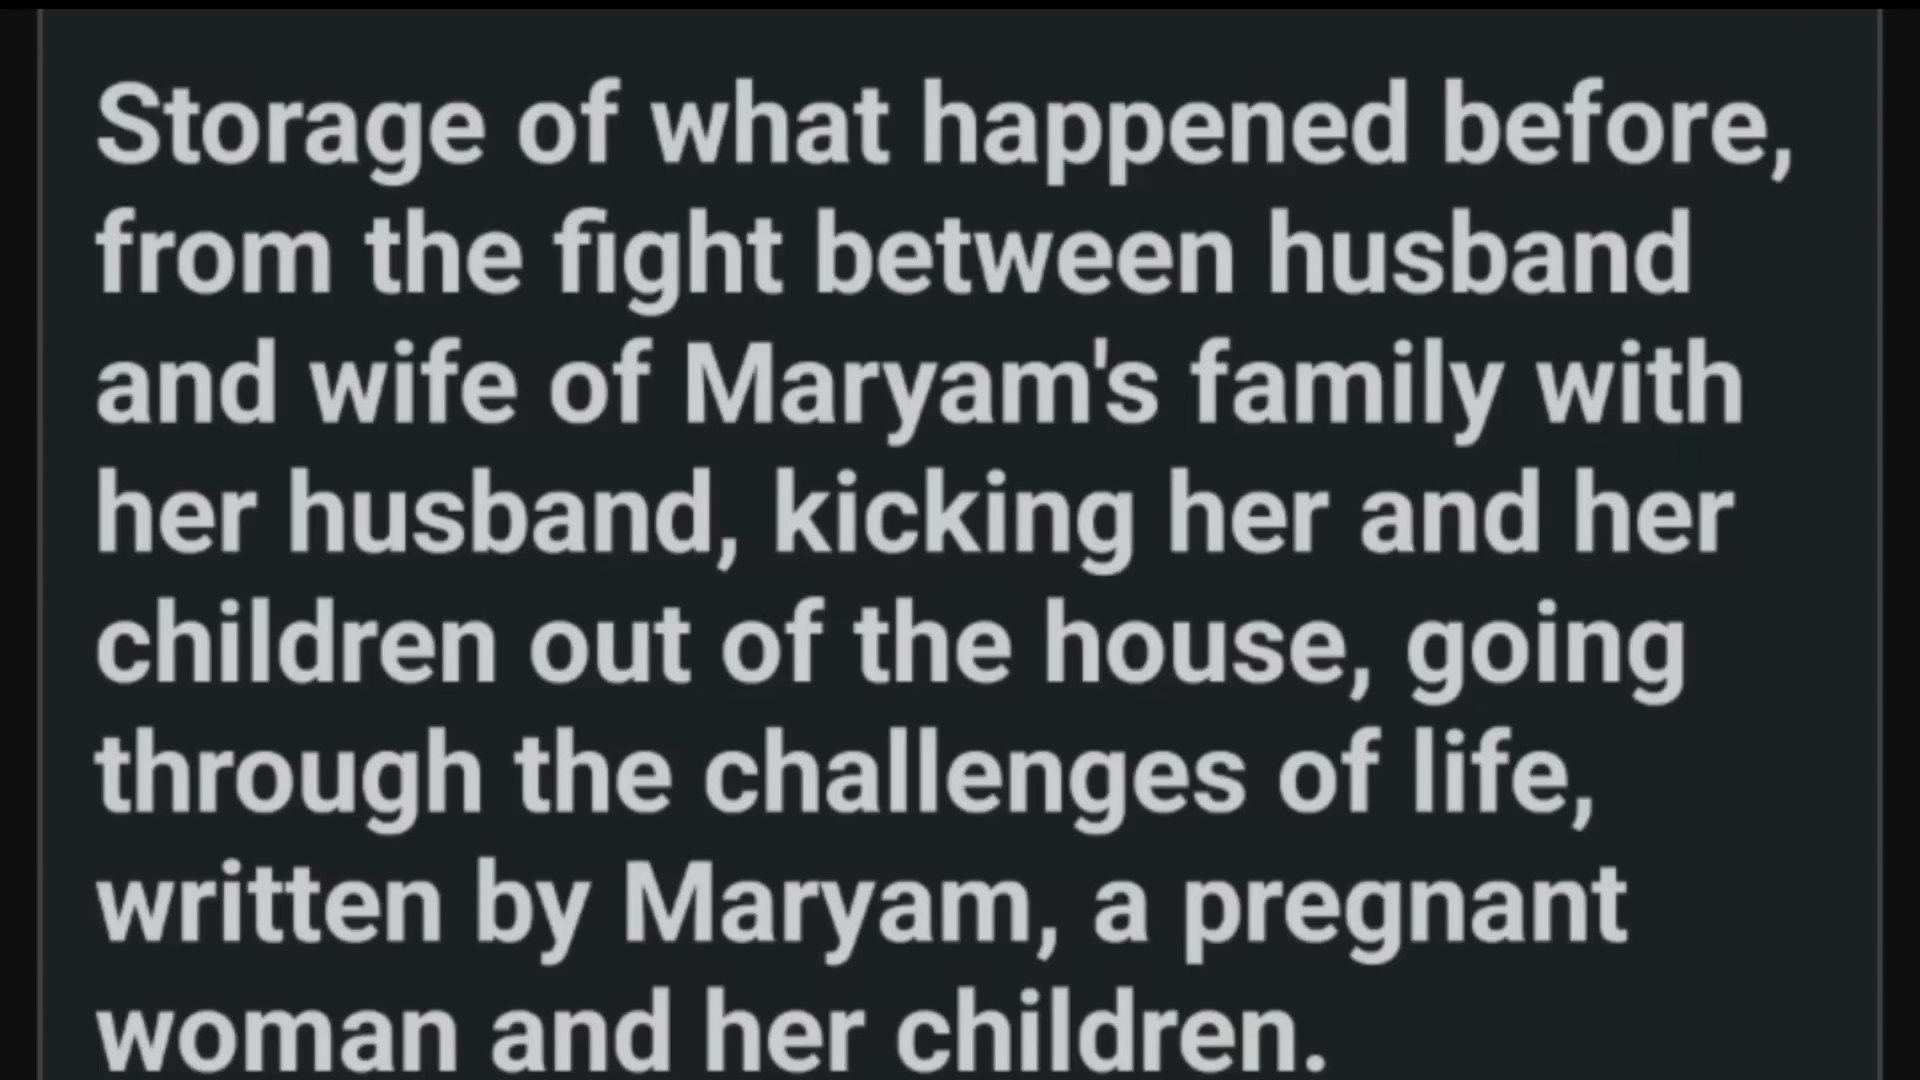 Storage of what happened before,
from the fight between husband
and wife of Maryam's family with
her husband, kicking her and her
children out of the house, going
through the challenges of life,
written by Maryam, a pregnant
woman and her children.